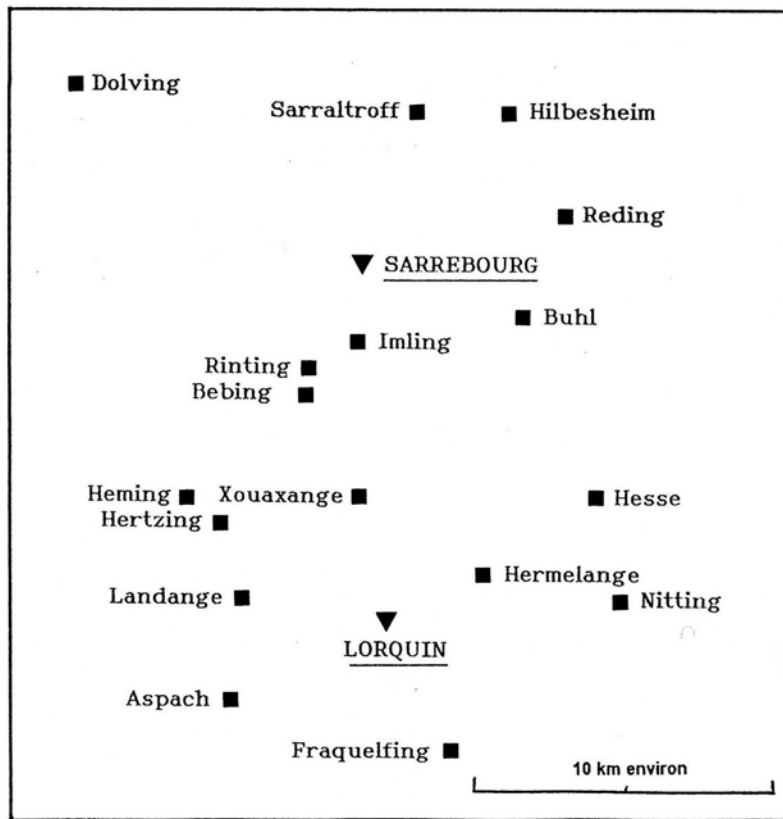 Dolving
Sarraltroff
Hilbesheim
Reding
SARREBOURG
Buhl
Imling
Rinting
Bebing
Heming
Xouaxange
Hesse
Hertzing
Hermelange
Landange
Nitting
LORQUIN
Aspach
Fraquelfing
10 km environ